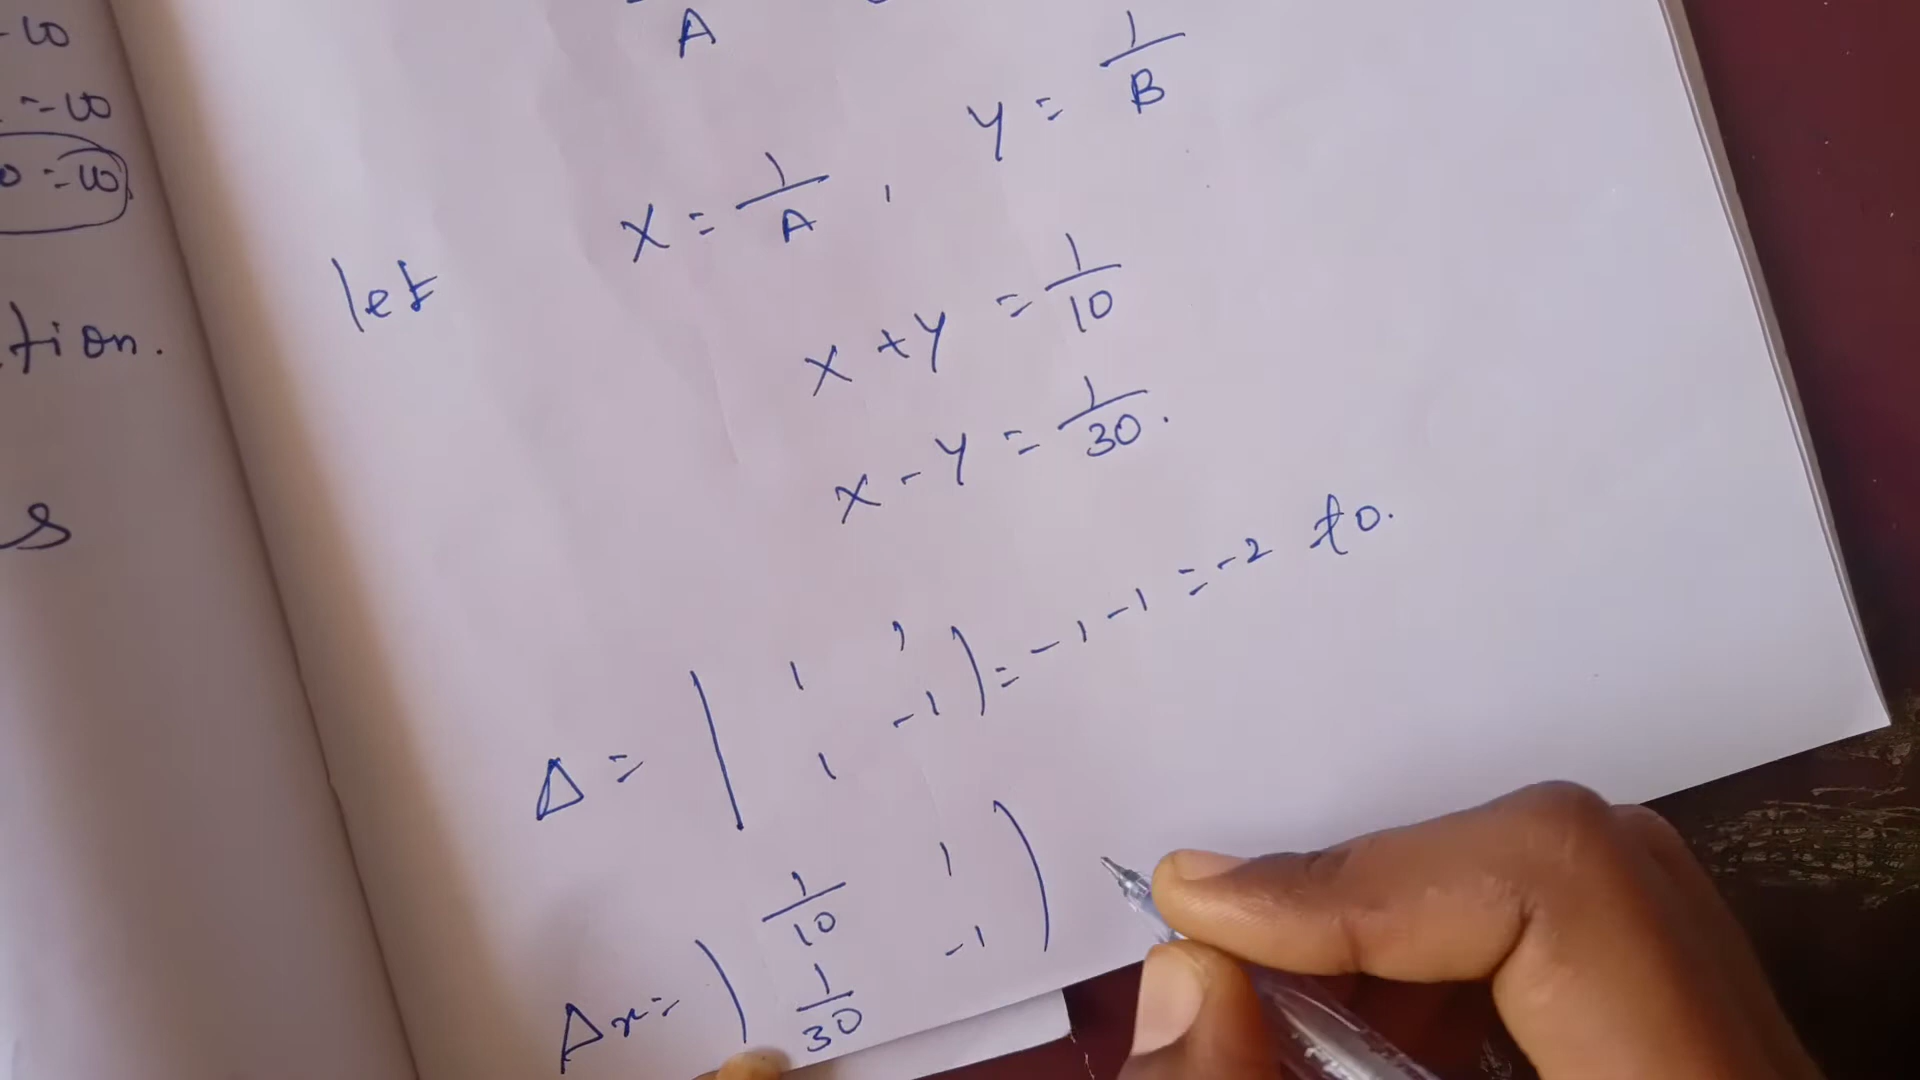 A
x = 1/A , y = 1/B
let
x + y = 1/10
x - y = 1/30.
Δ = | 1 1
1 -1 | = -1 -1 = -2 ≠ 0.
Δx = | 1/10 1
1/30 -1 |
tion.
s